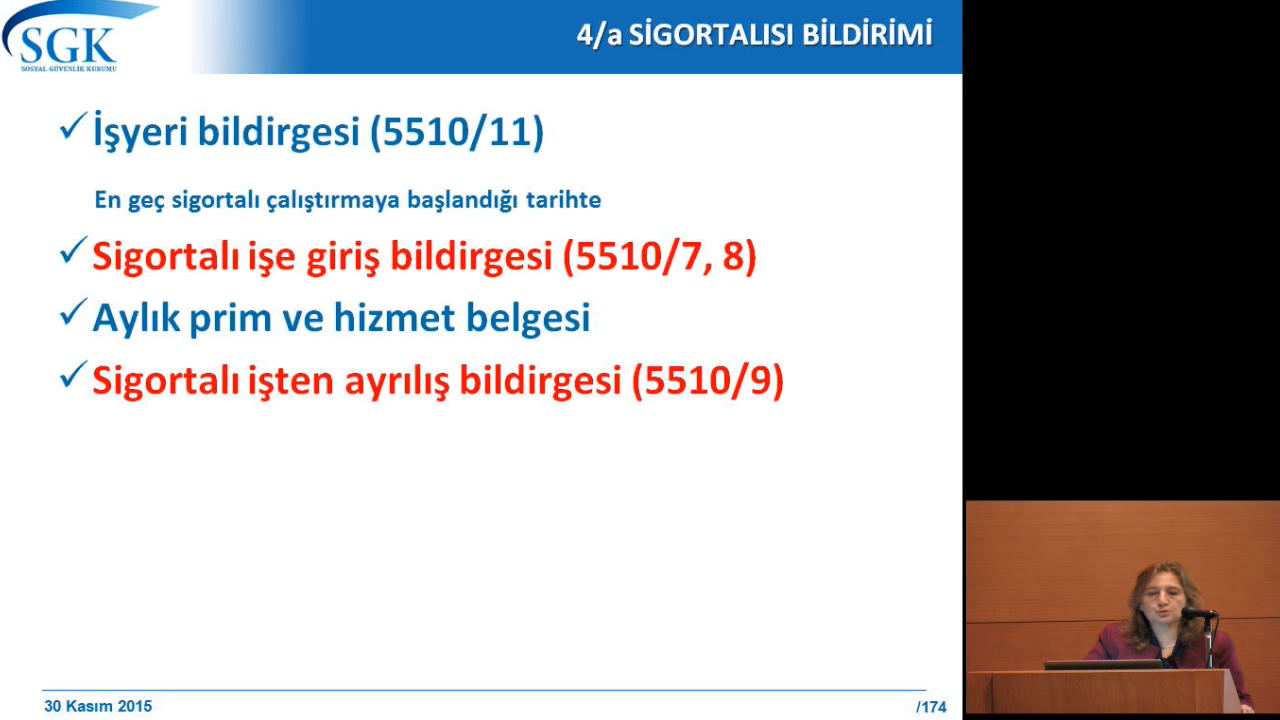 SGK
SOSYAL GÜVENLİK KURUMU
4/a SİGORTALISI BİLDİRİMİ
İşyeri bildirgesi (5510/11)
En geç sigortalı çalıştırmaya başlandığı tarihte
Sigortalı işe giriş bildirgesi (5510/7, 8)
Aylık prim ve hizmet belgesi
Sigortalı işten ayrılış bildirgesi (5510/9)
30 Kasım 2015
/174